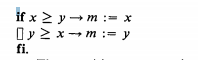 if x ≥ y → m := x
▯ y ≥ x → m := y
fi.